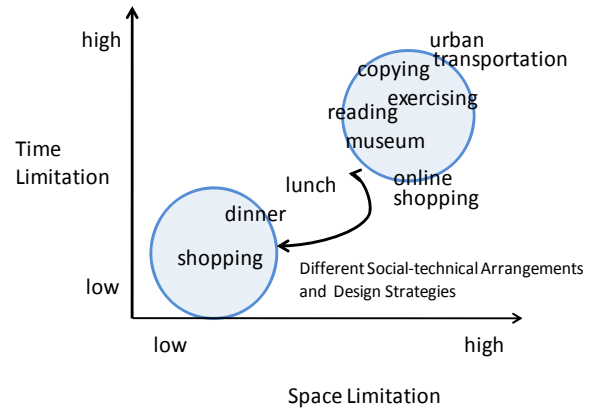 high
urban
transportation
copying
exercising
reading
museum
Time
Limitation
lunch
online
shopping
dinner
shopping
Different Social-technical Arrangements
and Design Strategies
low
low
high
Space Limitation